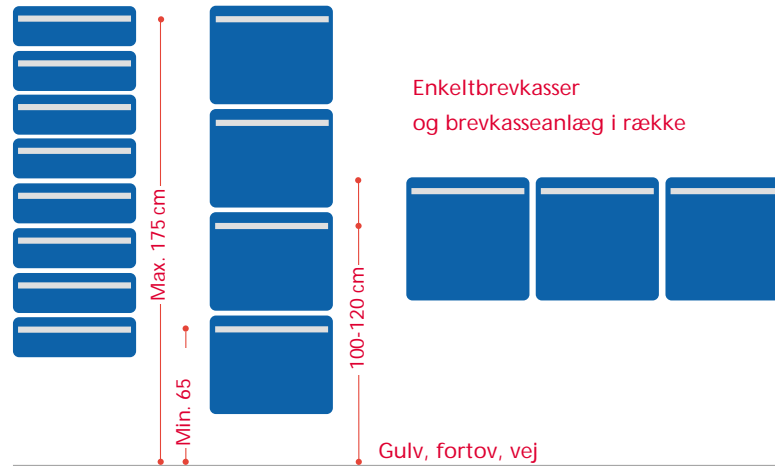 Enkeltbrevkasser
og brevkasseanlæg i række
Max. 175 cm
Min. 65
100-120 cm
Gulv, fortov, vej